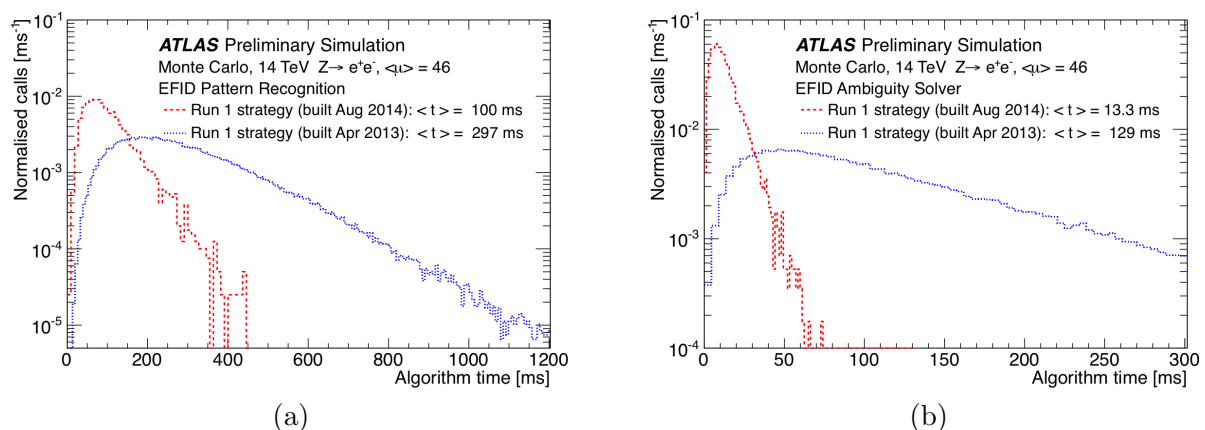 Normalised calls [ms⁻¹]
10⁻¹
10⁻²
10⁻³
10⁻⁴
10⁻⁵
ATLAS Preliminary Simulation
Monte Carlo, 14 TeV Z→ e⁺e⁻, <μ> = 46
EFID Pattern Recognition
Run 1 strategy (built Aug 2014): < t > = 100 ms
Run 1 strategy (built Apr 2013): < t > = 297 ms
0 200 400 600 800 1000 1200
Algorithm time [ms]
(a)
Normalised calls [ms⁻¹]
10⁻¹
10⁻²
10⁻³
10⁻⁴
ATLAS Preliminary Simulation
Monte Carlo, 14 TeV Z→ e⁺e⁻, <μ> = 46
EFID Ambiguity Solver
Run 1 strategy (built Aug 2014): < t > = 13.3 ms
Run 1 strategy (built Apr 2013): < t > = 129 ms
0 50 100 150 200 250 300
Algorithm time [ms]
(b)